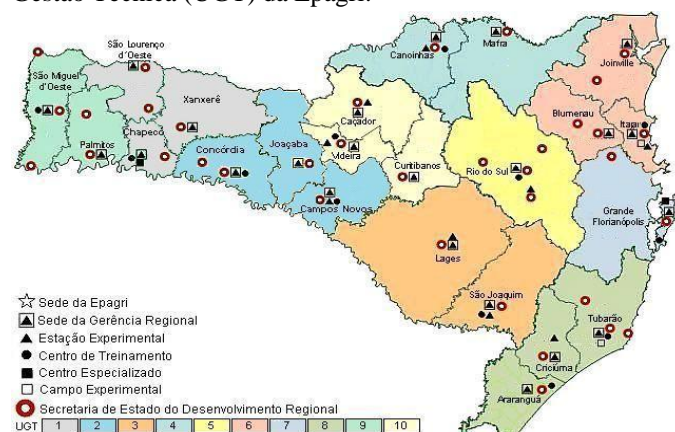 Gestão Técnica (UGT) da Epagri.
São Lourenço
d'Oeste
Canoinhas
Mafra
Joinville
São Miguel
d'Oeste
Xanxerê
Caçador
Blumenau
Itajaí
Palmitos
Chapecó
Concórdia
Joaçaba
Videira
Curitibanos
Rio do Sul
Campos Novos
Grande
Florianópolis
Lages
São Joaquim
Tubarão
Criciúma
Araranguá
Sede da Epagri
Sede da Gerência Regional
Estação Experimental
Centro de Treinamento
Centro Especializado
Campo Experimental
Secretaria de Estado do Desenvolvimento Regional
UGT 1 2 3 4 5 6 7 8 9 10